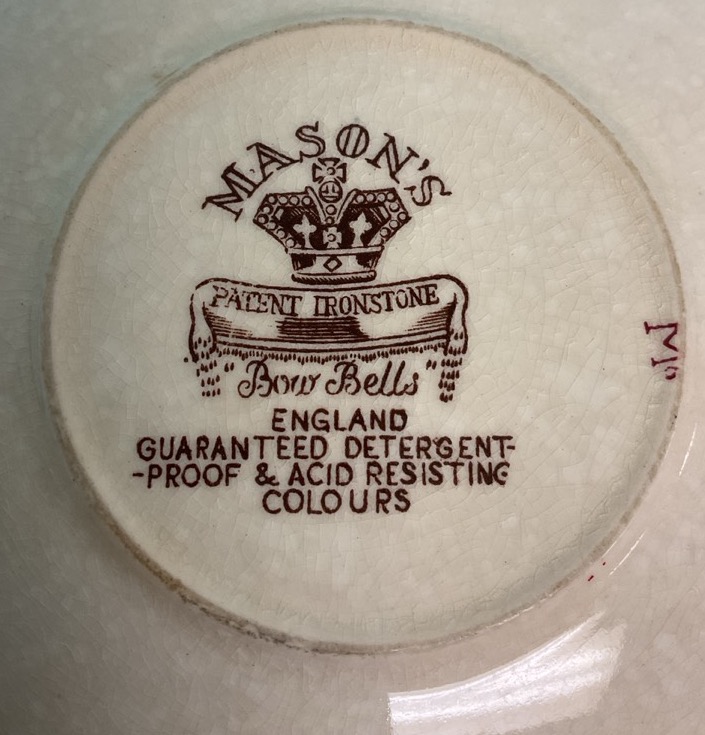 MASON'S
PATENT IRONSTONE
"Bow Bells"
ENGLAND
GUARANTEED DETERGENT-
-PROOF & ACID RESISTING
COLOURS